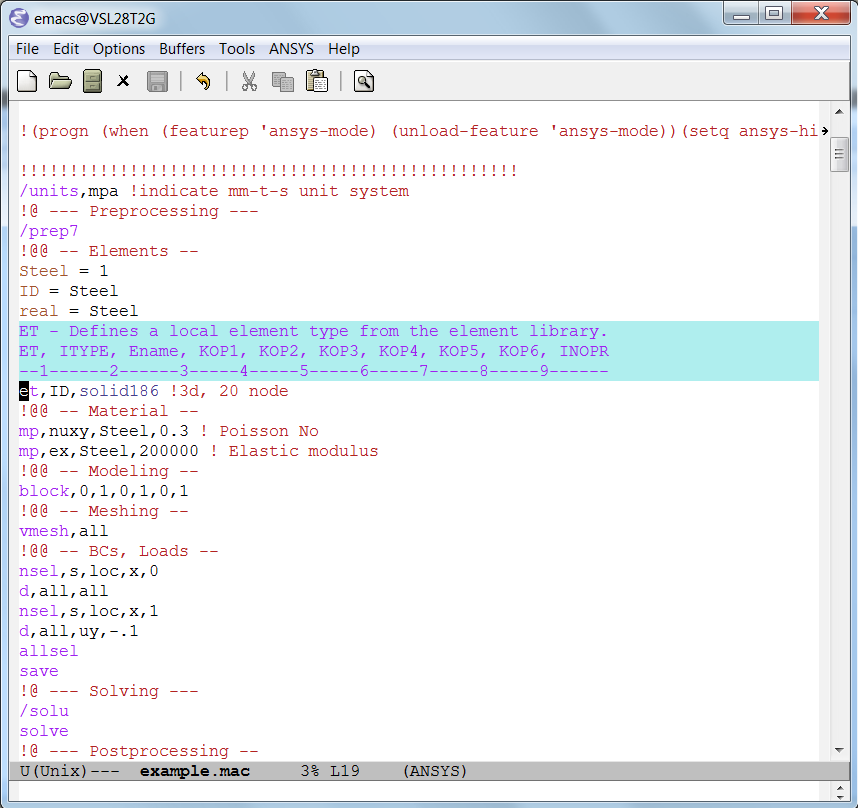 emacs@VSL28T2G
File Edit Options Buffers Tools ANSYS Help
!(progn (when (featurep 'ansys-mode) (unload-feature 'ansys-mode))(setq ansys-hi
!!!!!!!!!!!!!!!!!!!!!!!!!!!!!!!!!!!!!!!!!!!!!!!!!!
/units,mpa !indicate mm-t-s unit system
!@ --- Preprocessing ---
/prep7
!@@ -- Elements --
Steel = 1
ID = Steel
real = Steel
ET - Defines a local element type from the element library.
ET, ITYPE, Ename, KOP1, KOP2, KOP3, KOP4, KOP5, KOP6, INOPR
--1------2------3-----4-----5-----6-----7-----8-----9------
et,ID,solid186 !3d, 20 node
!@@ -- Material --
mp,nuxy,Steel,0.3 ! Poisson No
mp,ex,Steel,200000 ! Elastic modulus
!@@ -- Modeling --
block,0,1,0,1,0,1
!@@ -- Meshing --
vmesh,all
!@@ -- BCs, Loads --
nsel,s,loc,x,0
d,all,all
nsel,s,loc,x,1
d,all,uy,-.1
allsel
save
!@ --- Solving ---
/solu
solve
!@ --- Postprocessing --
U(Unix)--- example.mac 3% L19 (ANSYS)